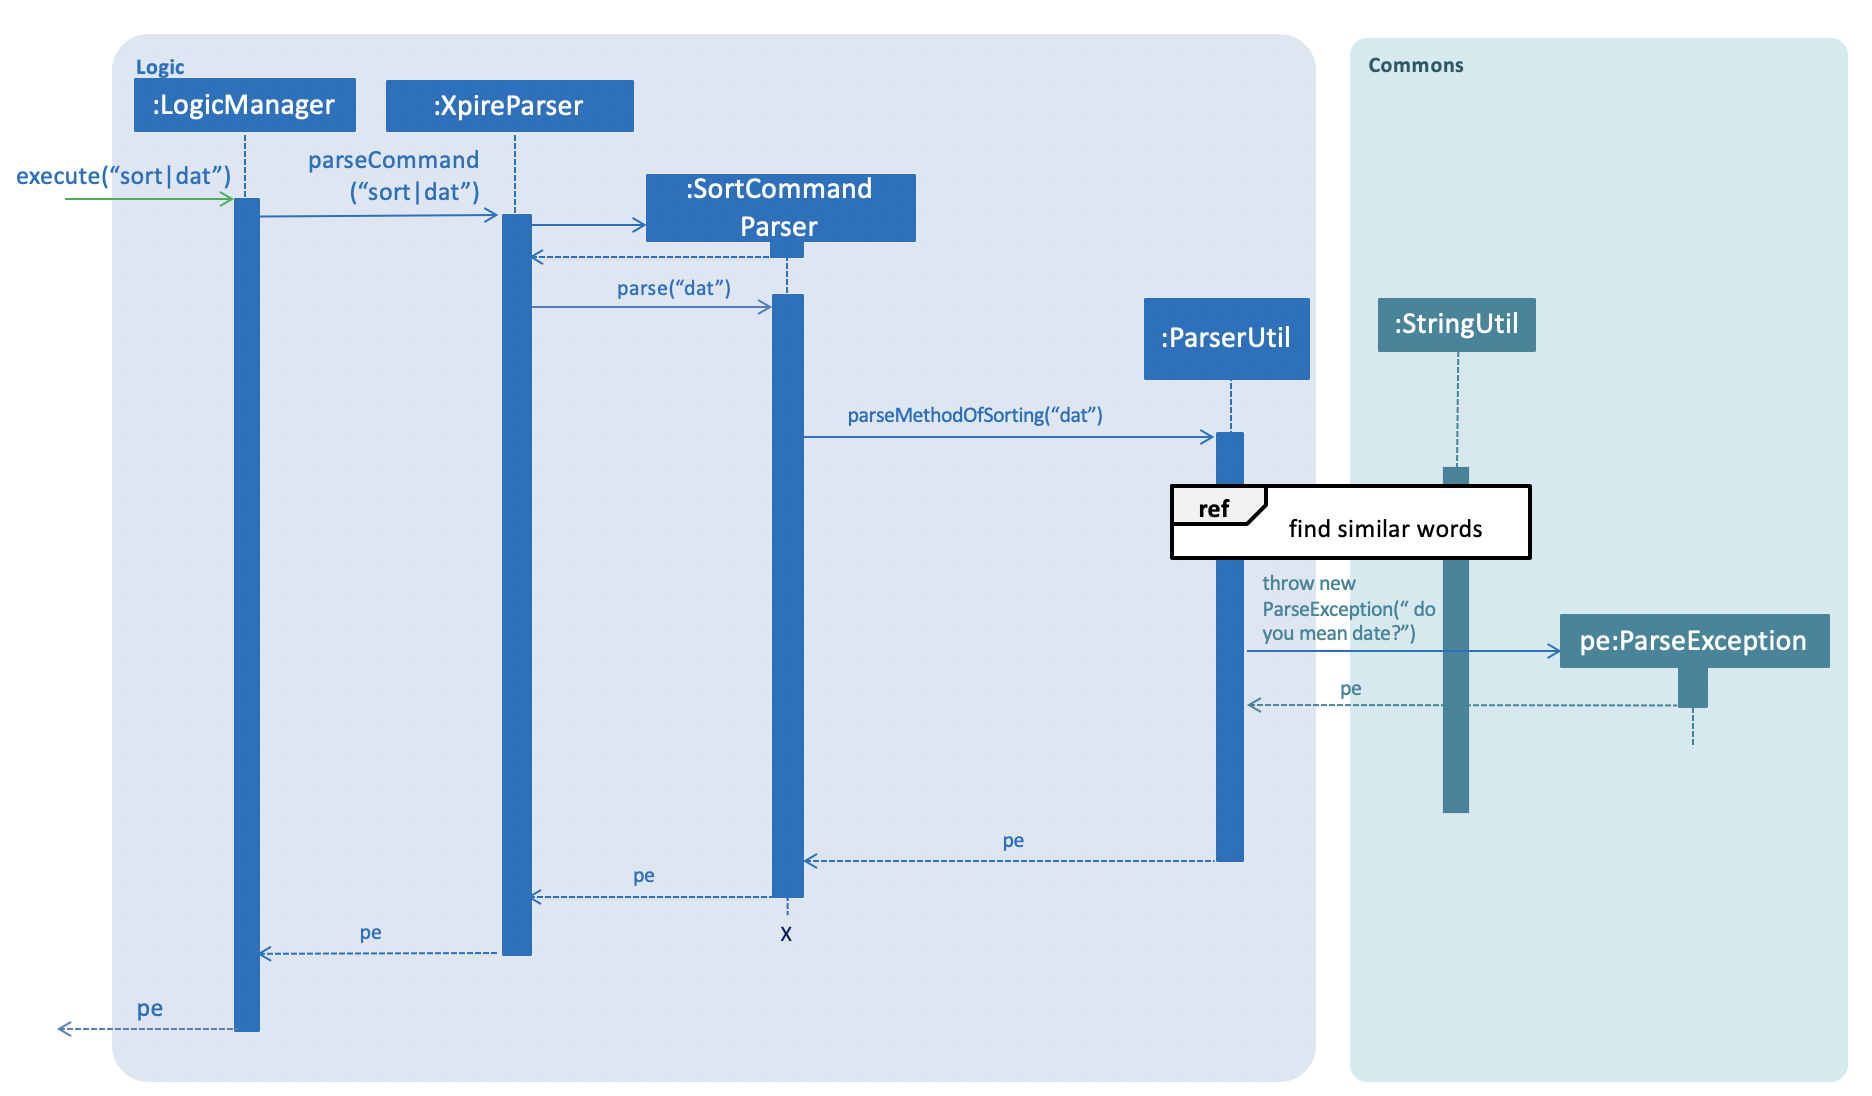 Logic
Commons
:LogicManager
:XpireParser
execute(“sort|dat”)
parseCommand
(“sort|dat”)
:SortCommand
Parser
parse(“dat”)
:ParserUtil
:StringUtil
parseMethodOfSorting(“dat”)
ref
find similar words
throw new
ParseException(“ do
you mean date?”)
pe:ParseException
pe
pe
pe
X
pe
pe